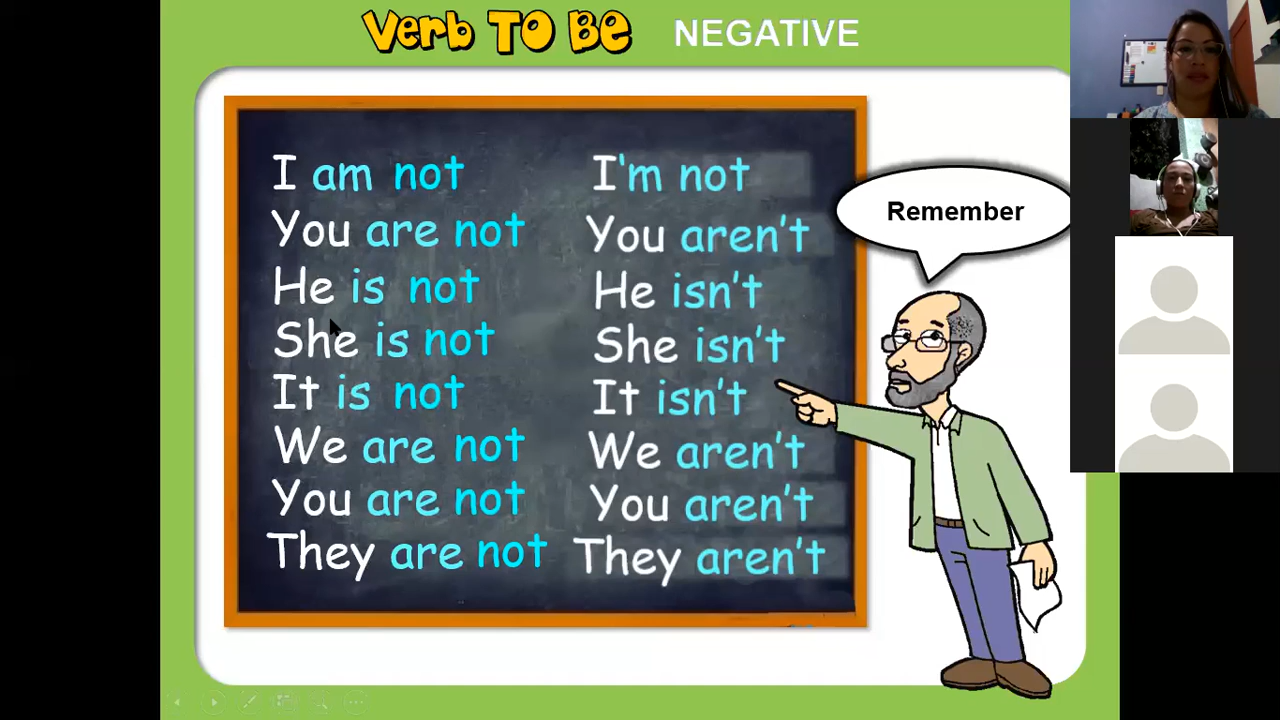 Verb TO Be NEGATIVE
I am not I'm not
You are not You aren't
He is not He isn't
She is not She isn't
It is not It isn't
We are not We aren't
You are not You aren't
They are not They aren't
Remember